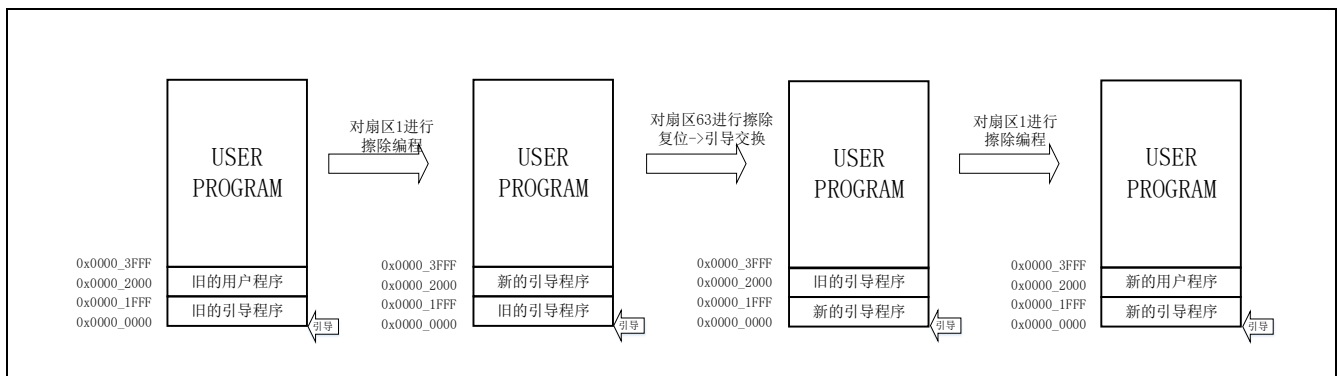 USER
PROGRAM
0x0000_3FFF
0x0000_2000
0x0000_1FFF
0x0000_0000
旧的用户程序
旧的引导程序
引导
对扇区1进行
擦除编程
USER
PROGRAM
0x0000_3FFF
0x0000_2000
0x0000_1FFF
0x0000_0000
新的引导程序
旧的引导程序
引导
对扇区63进行擦除
复位->引导交换
USER
PROGRAM
0x0000_3FFF
0x0000_2000
0x0000_1FFF
0x0000_0000
旧的引导程序
新的引导程序
引导
对扇区1进行
擦除编程
USER
PROGRAM
0x0000_3FFF
0x0000_2000
0x0000_1FFF
0x0000_0000
新的用户程序
新的引导程序
引导